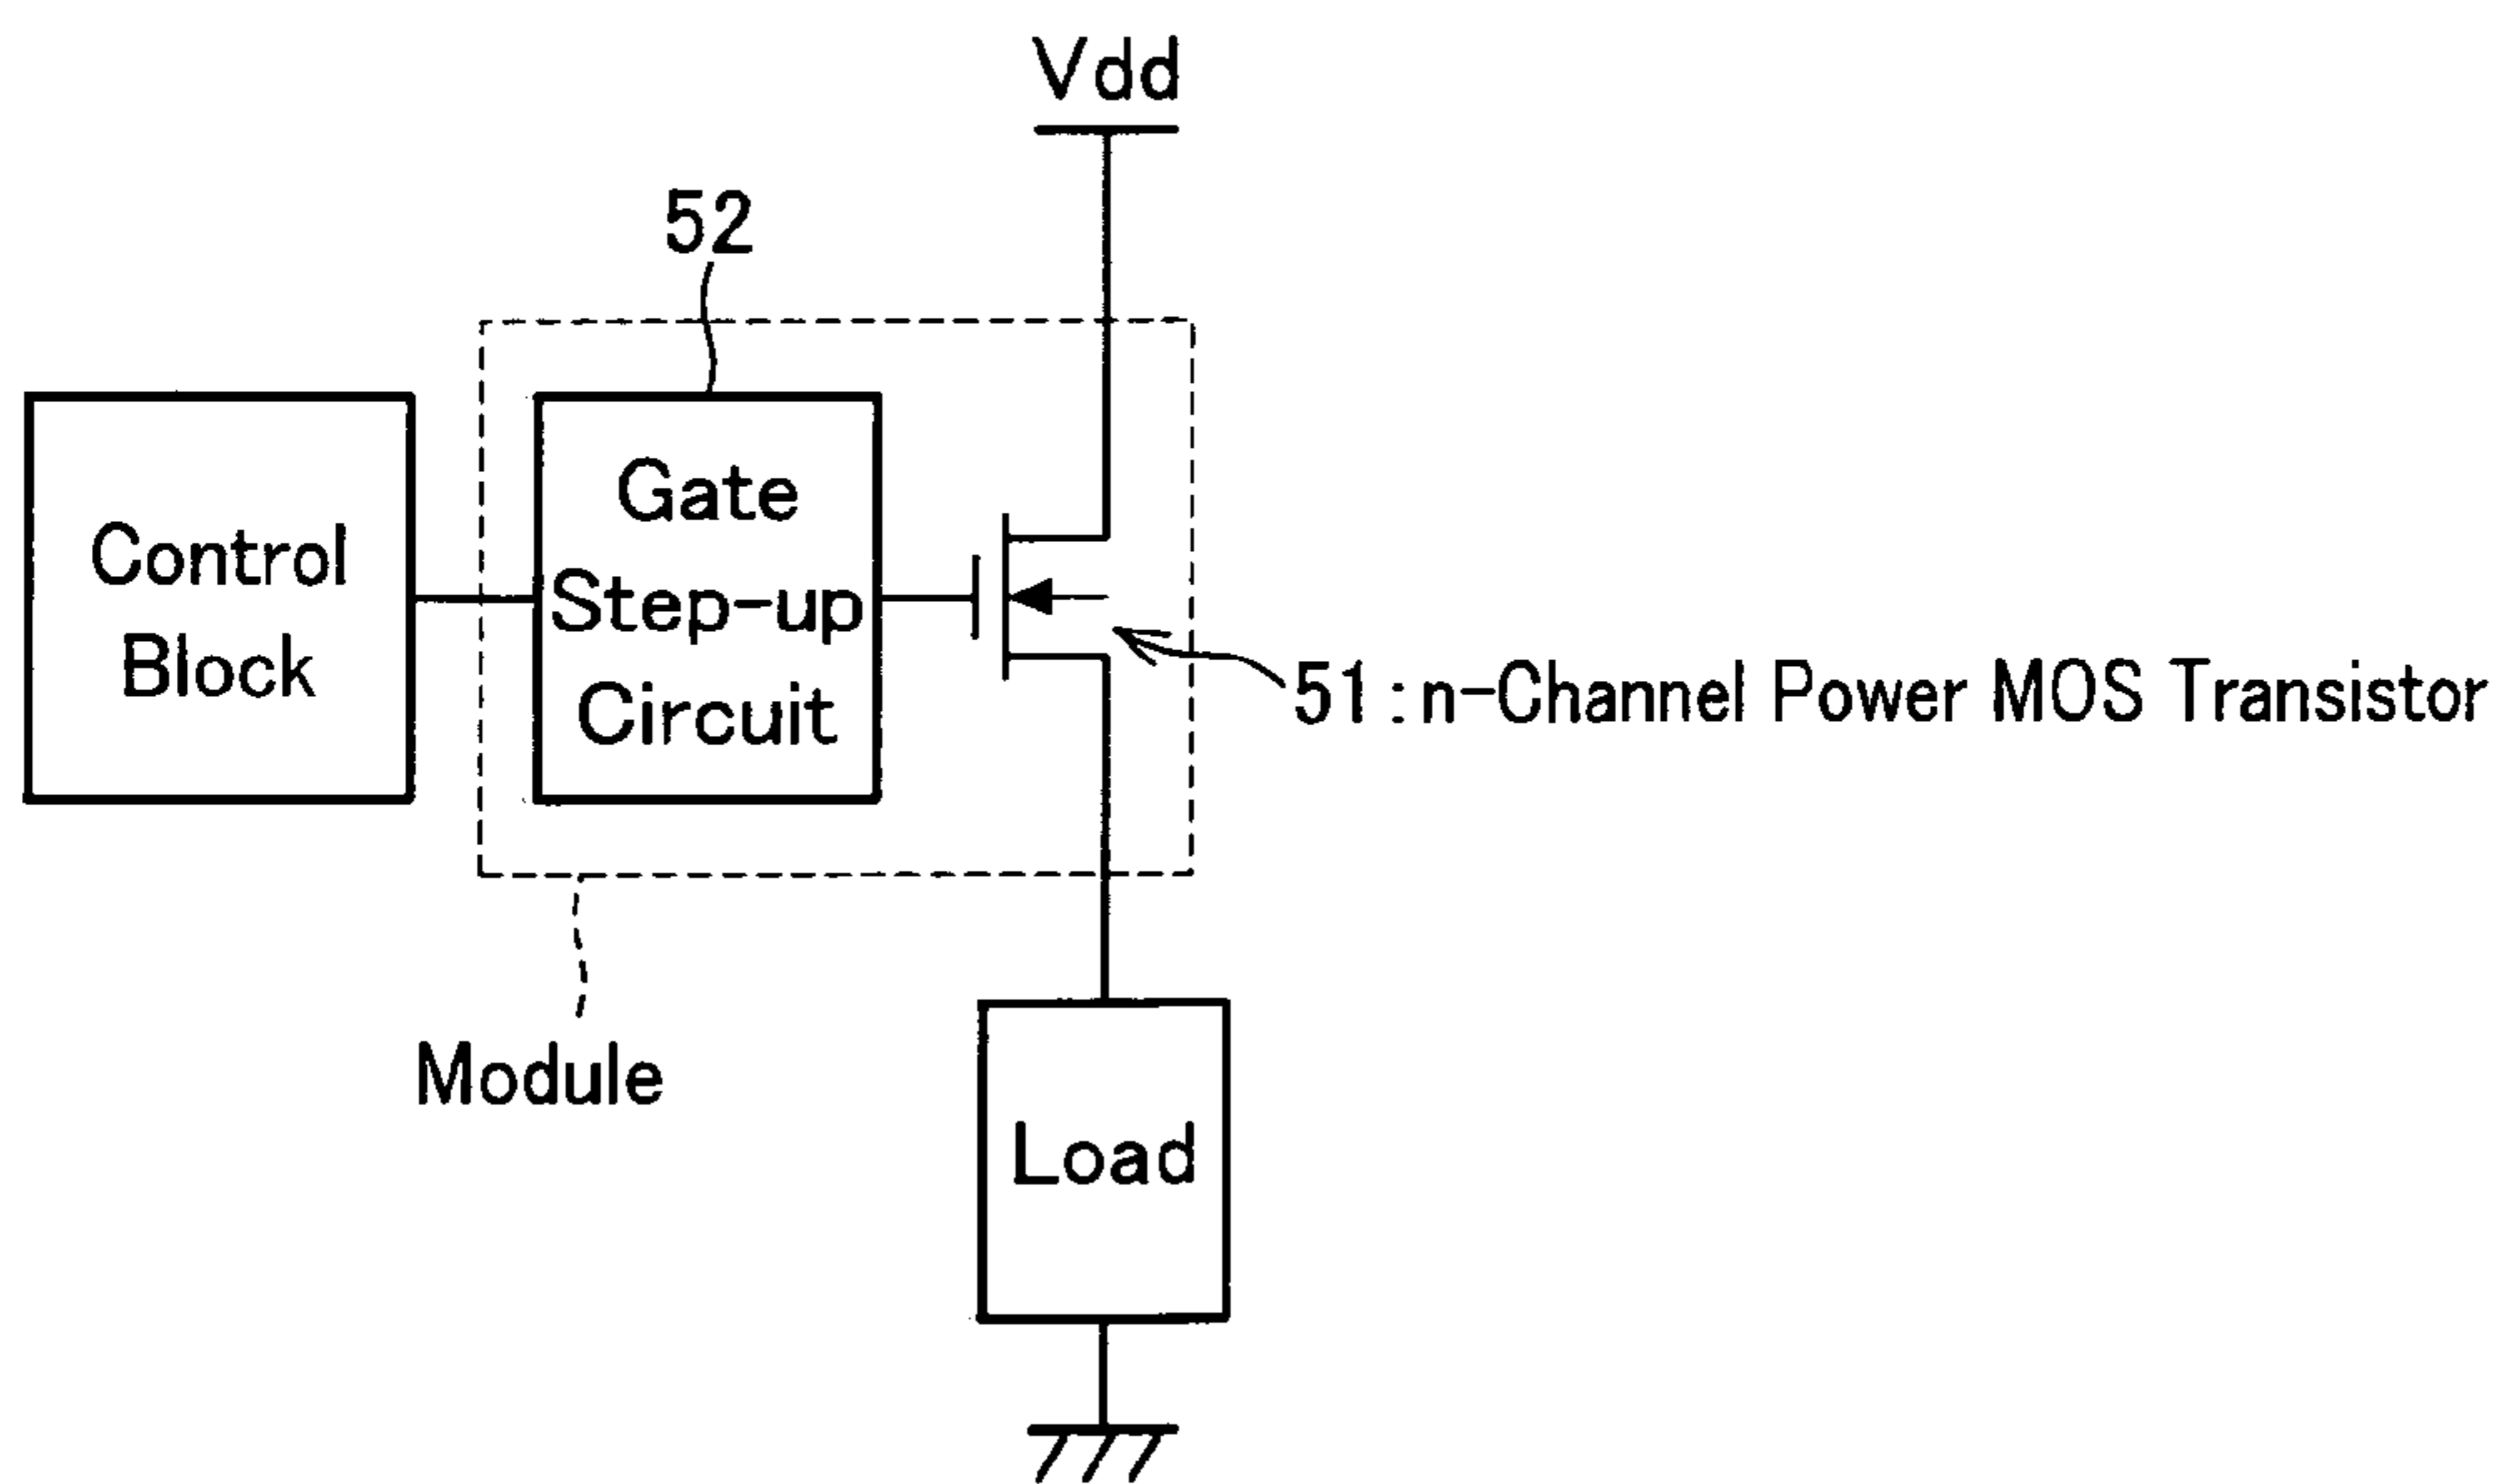 Vdd
52
Control
Block
Gate
Step-up
Circuit
51:n-Channel Power MOS Transistor
Module
Load